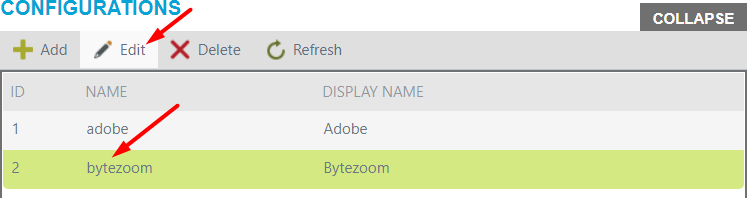 CONFIGURATIONS
COLLAPSE
Add Edit Delete Refresh
ID NAME DISPLAY NAME
1 adobe Adobe
2 bytezoom Bytezoom